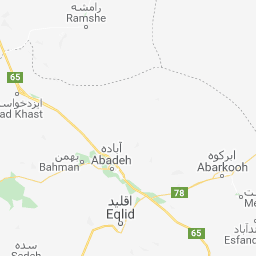 رامشه
Ramshe
65
ایزدخواست
ad Khast
آباده
Abadeh
بهمن
Bahman
ابرکوه
Abarkooh
78
اقلید
Eqlid
65
Esfand
سده
Sedeh